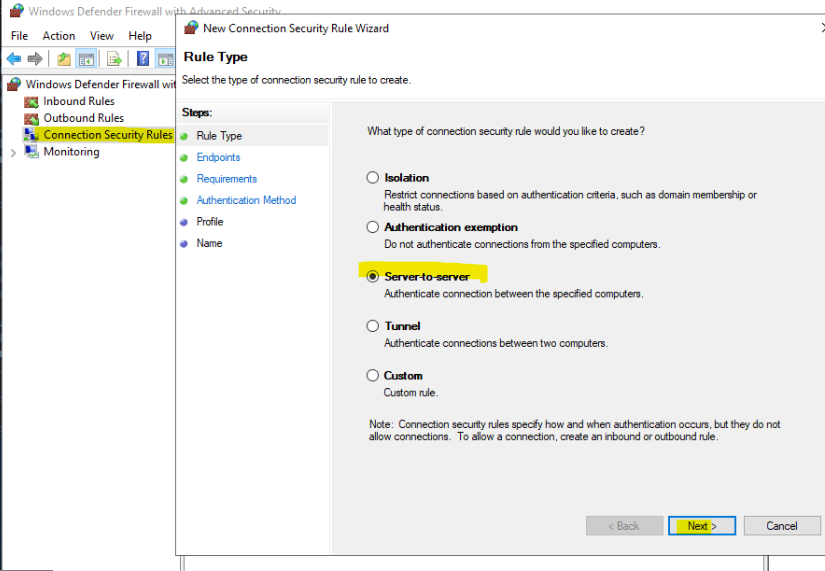 Windows Defender Firewall with Advanced Security
File Action View Help
Windows Defender Firewall wit
Inbound Rules
Outbound Rules
Connection Security Rules
Monitoring
New Connection Security Rule Wizard
Rule Type
Select the type of connection security rule to create.
Steps:
Rule Type
Endpoints
Requirements
Authentication Method
Profile
Name
What type of connection security rule would you like to create?
Isolation
Restrict connections based on authentication criteria, such as domain membership or
health status.
Authentication exemption
Do not authenticate connections from the specified computers.
Server-to-server
Authenticate connection between the specified computers.
Tunnel
Authenticate connections between two computers.
Custom
Custom rule.
Note: Connection security rules specify how and when authentication occurs, but they do not
allow connections. To allow a connection, create an inbound or outbound rule.
< Back Next > Cancel